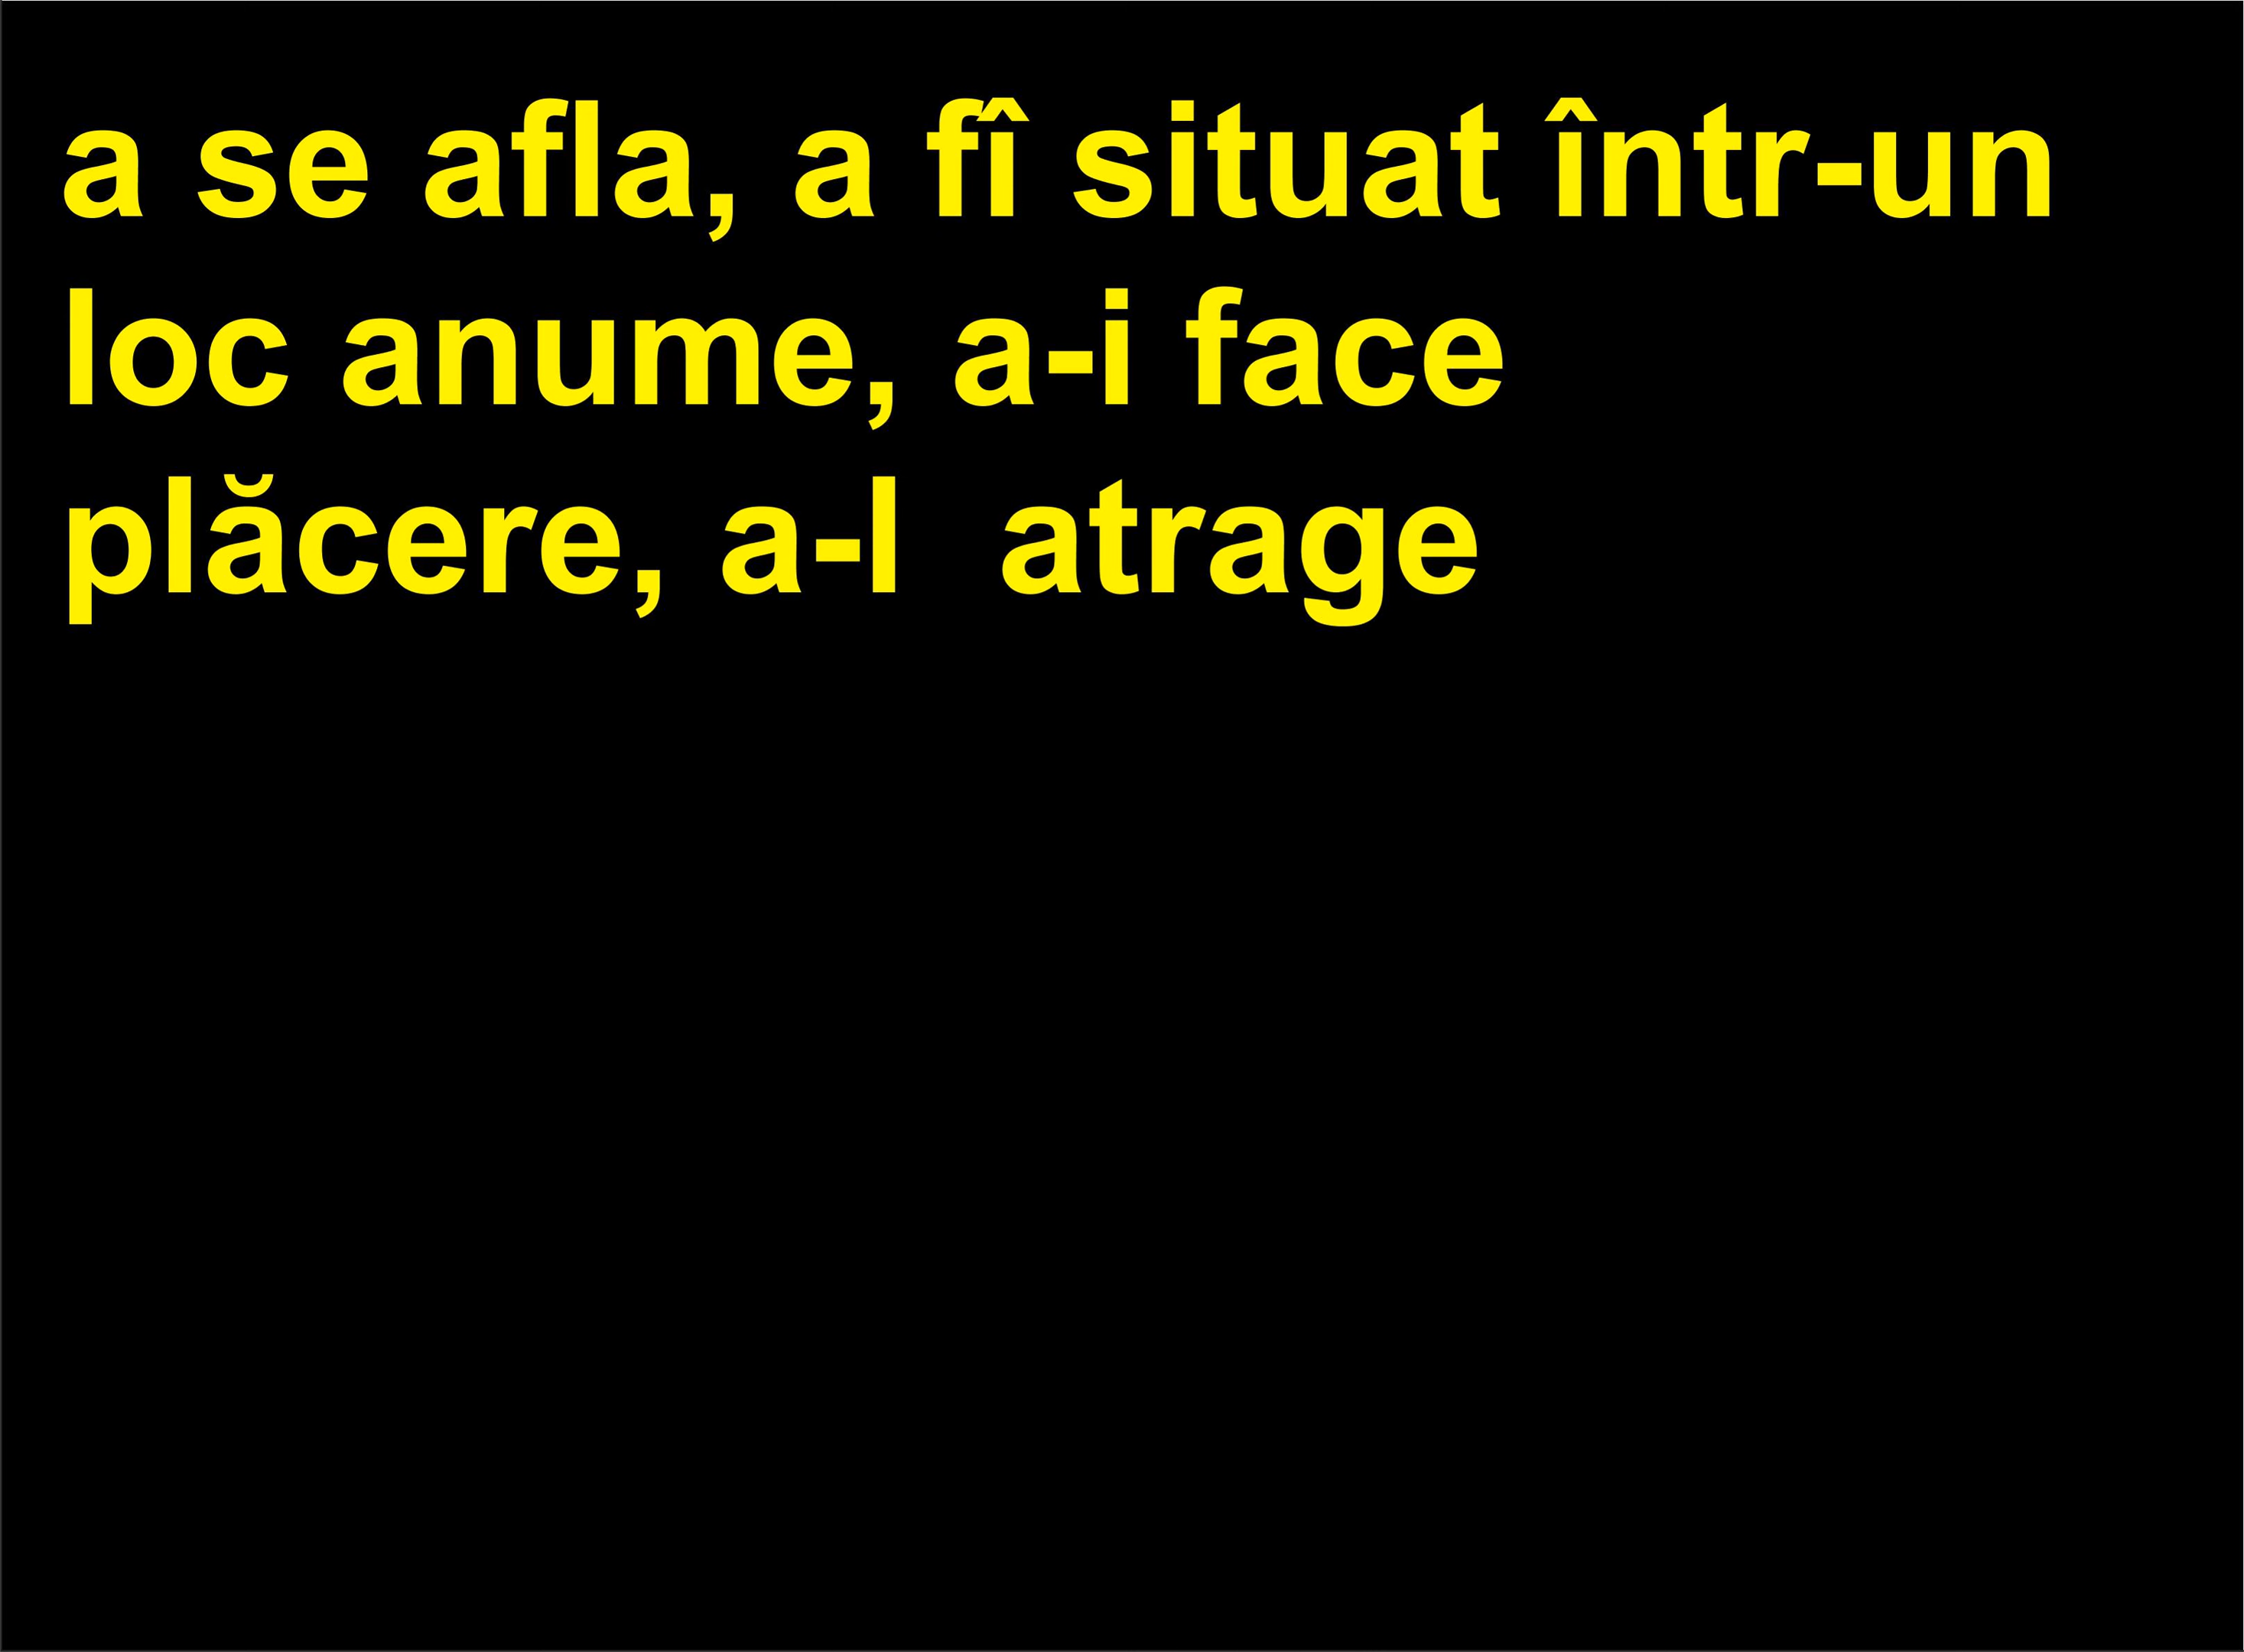 a se afla, a fî situat într-un
loc anume, a-i face
plăcere, a-l  atrage